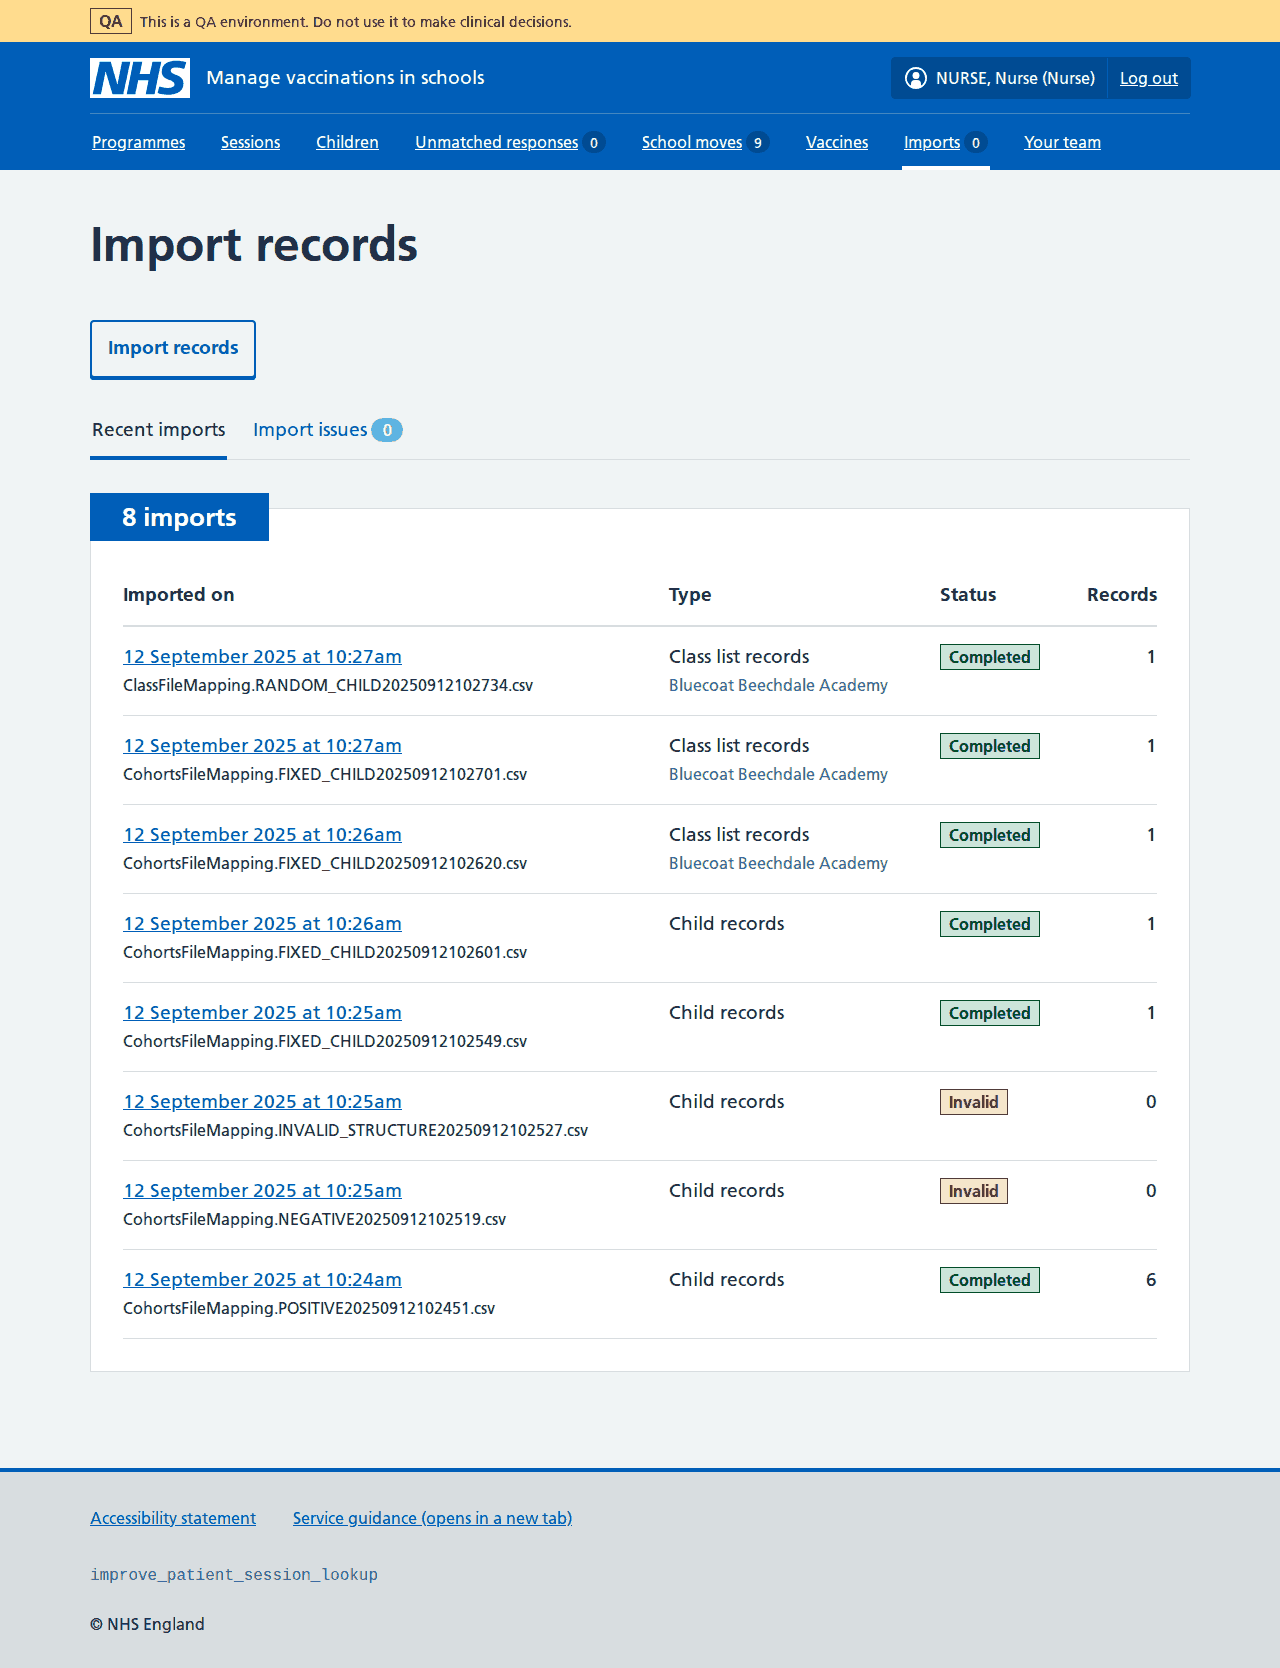 QA This is a QA environment. Do not use it to make clinical decisions.
NHS Manage vaccinations in schools NURSE, Nurse (Nurse) Log out
Programmes Sessions Children Unmatched responses 0 School moves 9 Vaccines Imports 0 Your team
Import records
Import records
Recent imports Import issues 0
8 imports
Imported on Type Status Records
12 September 2025 at 10:27am Class list records Completed 1
ClassFileMapping.RANDOM_CHILD20250912102734.csv Bluecoat Beechdale Academy
12 September 2025 at 10:27am Class list records Completed 1
CohortsFileMapping.FIXED_CHILD20250912102701.csv Bluecoat Beechdale Academy
12 September 2025 at 10:26am Class list records Completed 1
CohortsFileMapping.FIXED_CHILD20250912102620.csv Bluecoat Beechdale Academy
12 September 2025 at 10:26am Child records Completed 1
CohortsFileMapping.FIXED_CHILD20250912102601.csv
12 September 2025 at 10:25am Child records Completed 1
CohortsFileMapping.FIXED_CHILD20250912102549.csv
12 September 2025 at 10:25am Child records Invalid 0
CohortsFileMapping.INVALID_STRUCTURE20250912102527.csv
12 September 2025 at 10:25am Child records Invalid 0
CohortsFileMapping.NEGATIVE20250912102519.csv
12 September 2025 at 10:24am Child records Completed 6
CohortsFileMapping.POSITIVE20250912102451.csv
Accessibility statement Service guidance (opens in a new tab)
improve_patient_session_lookup
© NHS England